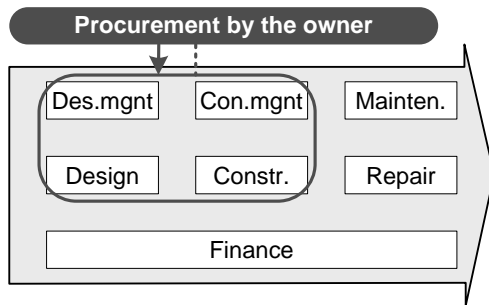 Procurement by the owner
Des.mgnt Con.mgnt Mainten.
Design Constr. Repair
Finance